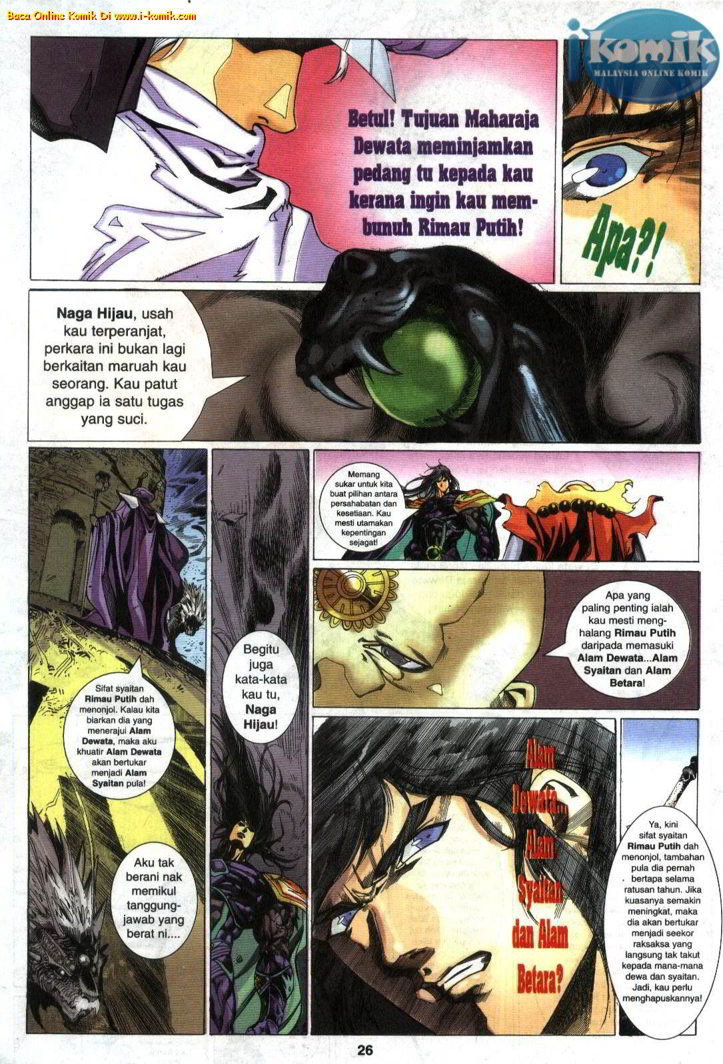 Baca Online Komik Di www.i-komik.com
iKomik
MALAYSIA ONLINE KOMIK
Betul! Tujuan Maharaja
Dewata meminjamkan
pedang tu kepada kau
kerana ingin kau mem-
bunuh Rimau Putih!
Apa?!
Naga Hijau, usah
kau terperanjat,
perkara ini bukan lagi
berkaitan maruah kau
seorang. Kau patut
anggap ia satu tugas
yang suci.
Sifat syaitan
Rimau Putih dah
menonjol. Kalau kita
biarkan dia yang
menerajui Alam
Dewata, maka aku
khuatir Alam Dewata
akan bertukar
menjadi Alam
Syaitan pula!
Aku tak
berani nak
memikul
tanggung-
jawab yang
berat ni....
Begitu
juga
kata-kata
kau tu,
Naga
Hijau!
Memang
sukar untuk kita
buat pilihan antara
persahabatan dan
kesetiaan. Kau
mesti utamakan
kepentingan
sejagat!
Apa yang
paling penting ialah
kau mesti meng-
halang Rimau Putih
daripada memasuki
Alam Dewata...Alam
Syaitan dan Alam
Betara!
Alam
Dewata...
Alam
Syaitan
dan Alam
Betara?
Ya, kini
sifat syaitan
Rimau Putih dah
menonjol, tambahan
pula dia pernah
bertapa selama
ratusan tahun. Jika
kuasanya semakin
meningkat, maka
dia akan bertukar
menjadi seekor
raksaksa yang
langsung tak takut
kepada mana-mana
dewa dan syaitan.
Jadi, kau perlu
menghapuskannya!
26